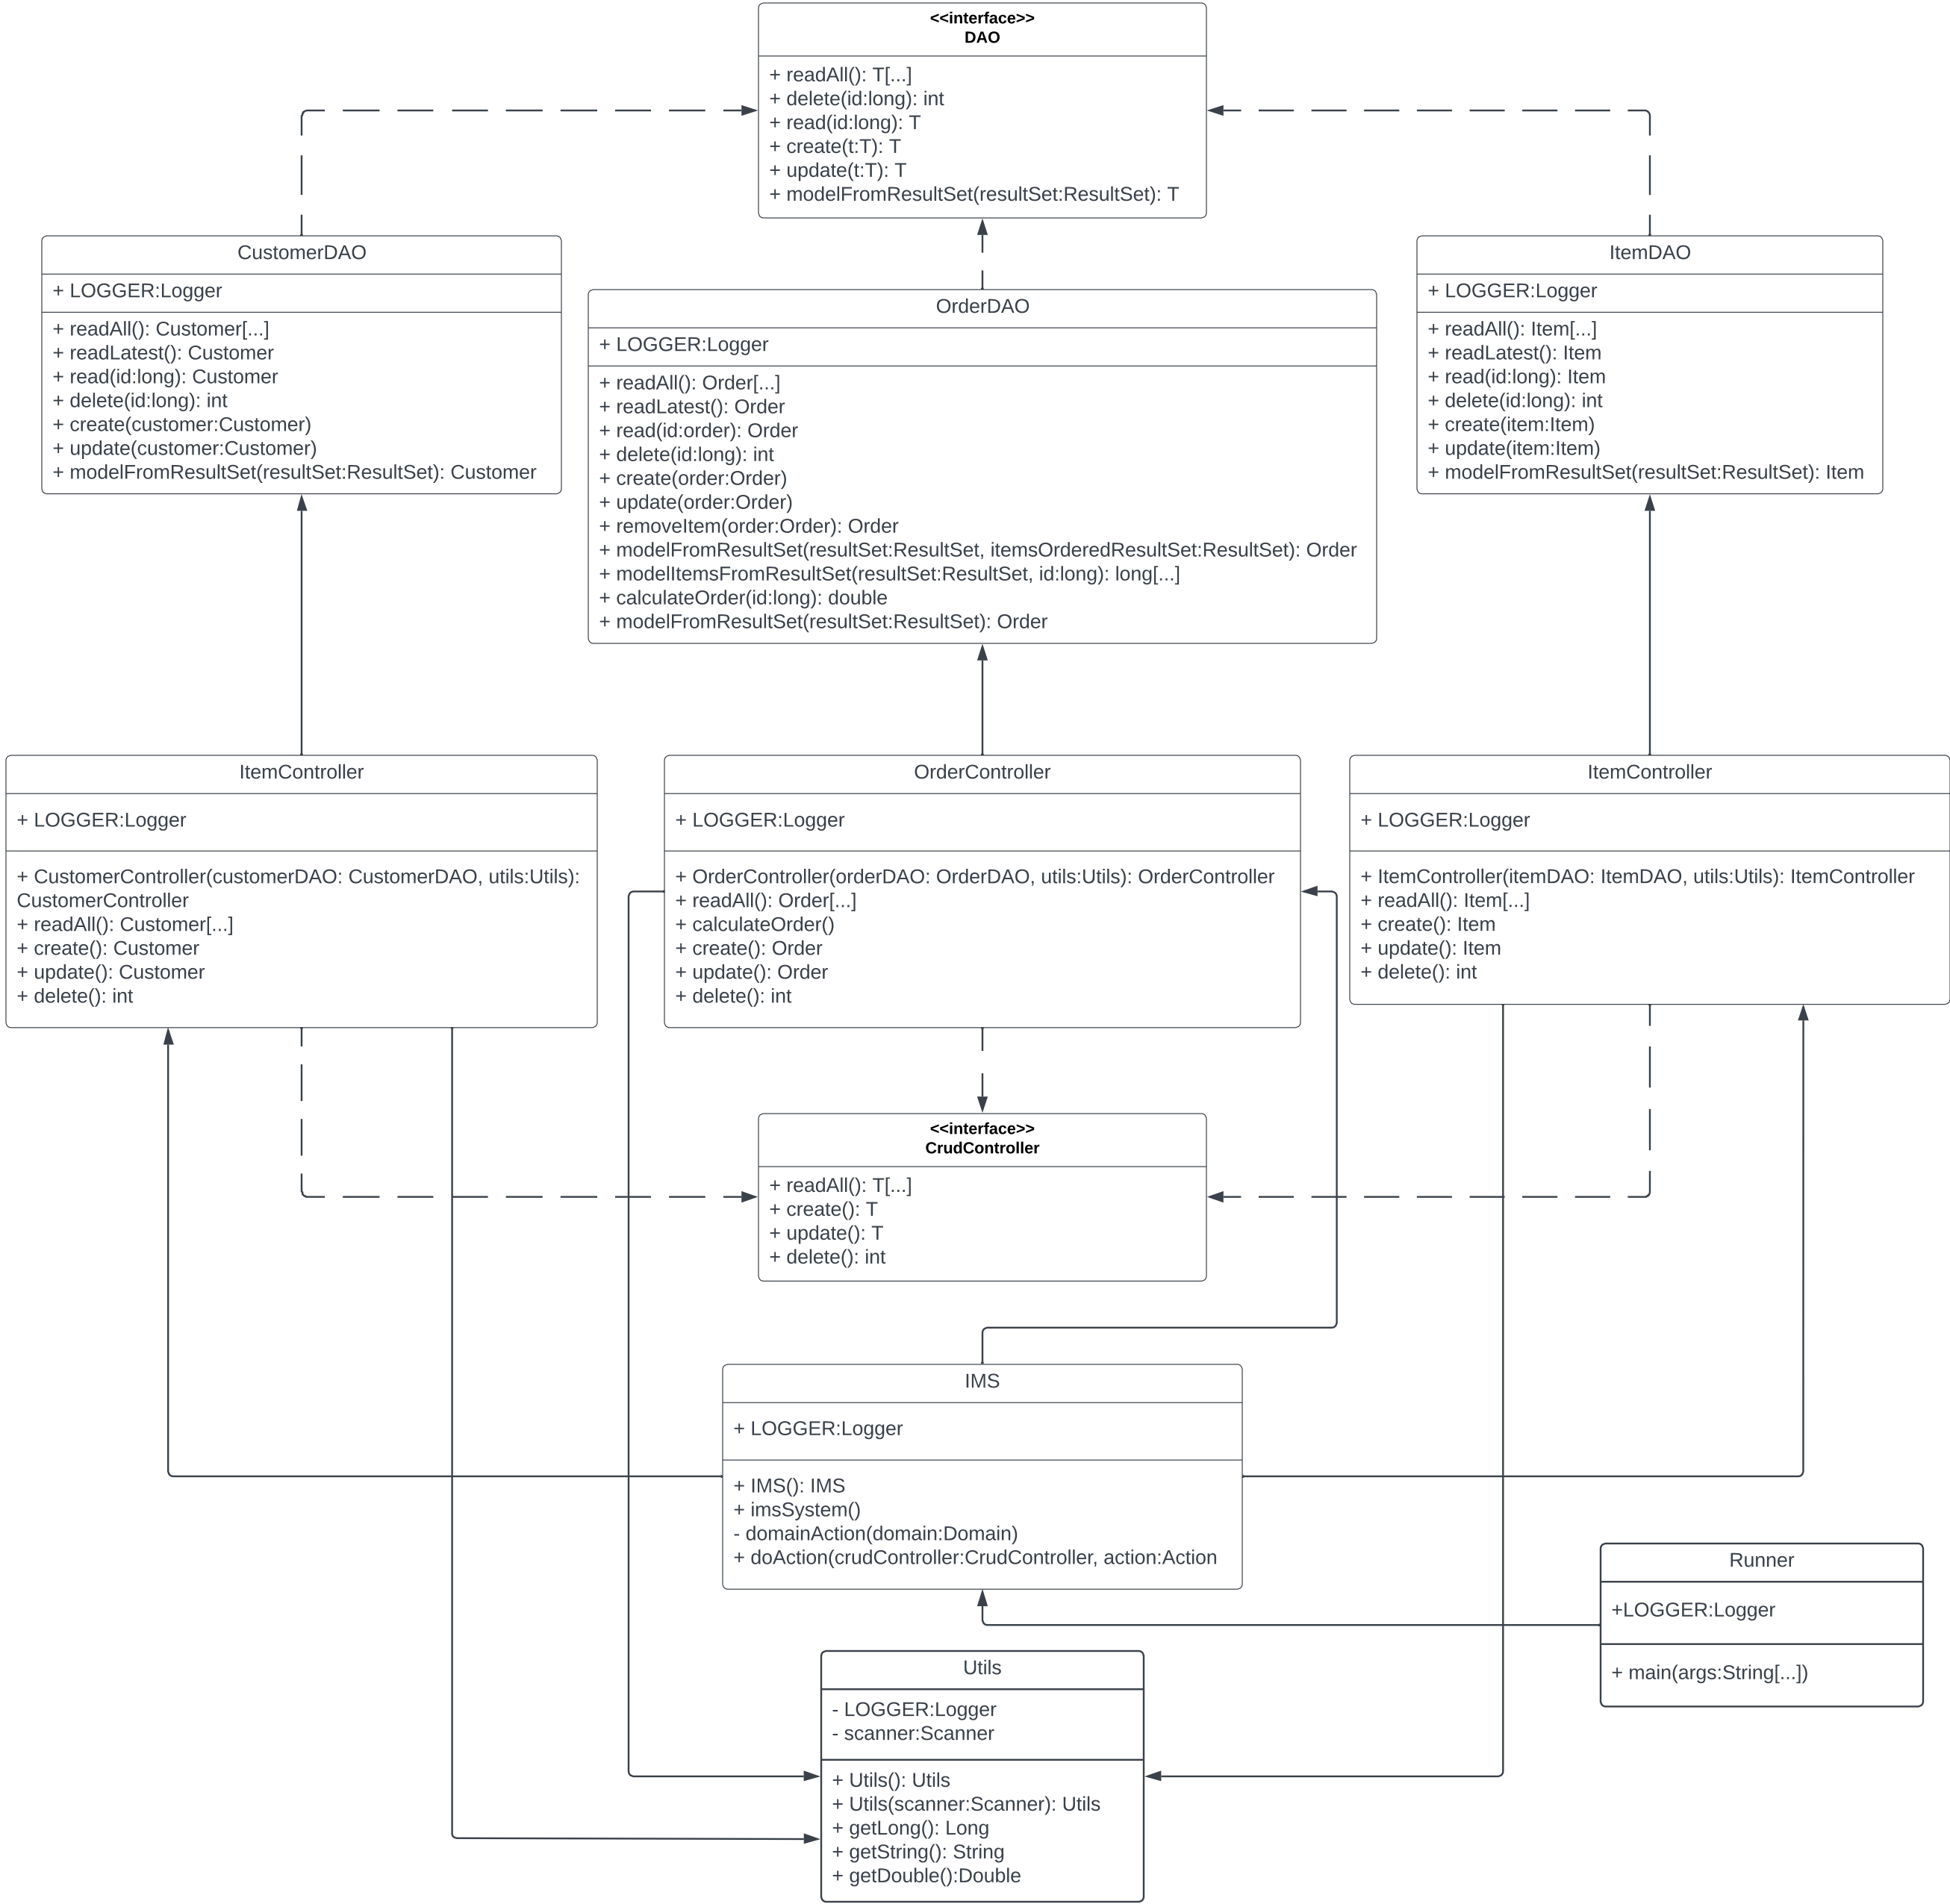 <<interface>>
DAO
+ readAll(): T[...]
+ delete(id:long): int
+ read(id:long): T
+ create(t:T): T
+ update(t:T): T
+ modelFromResultSet(resultSet:ResultSet): T
CustomerDAO
+ LOGGER:Logger
+ readAll(): Customer[...]
+ readLatest(): Customer
+ read(id:long): Customer
+ delete(id:long): int
+ create(customer:Customer)
+ update(customer:Customer)
+ modelFromResultSet(resultSet:ResultSet): Customer
OrderDAO
+ LOGGER:Logger
+ readAll(): Order[...]
+ readLatest(): Order
+ read(id:order): Order
+ delete(id:long): int
+ create(order:Order)
+ update(order:Order)
+ removeItem(order:Order): Order
+ modelFromResultSet(resultSet:ResultSet, itemsOrderedResultSet:ResultSet): Order
+ modelItemsFromResultSet(resultSet:ResultSet, id:long): long[...]
+ calculateOrder(id:long): double
+ modelFromResultSet(resultSet:ResultSet): Order
ItemDAO
+ LOGGER:Logger
+ readAll(): Item[...]
+ readLatest(): Item
+ read(id:long): Item
+ delete(id:long): int
+ create(item:Item)
+ update(item:Item)
+ modelFromResultSet(resultSet:ResultSet): Item
ItemController
+ LOGGER:Logger
+ CustomerController(customerDAO: CustomerDAO, utils:Utils):
CustomerController
+ readAll(): Customer[...]
+ create(): Customer
+ update(): Customer
+ delete(): int
OrderController
+ LOGGER:Logger
+ OrderController(orderDAO: OrderDAO, utils:Utils): OrderController
+ readAll(): Order[...]
+ calculateOrder()
+ create(): Order
+ update(): Order
+ delete(): int
ItemController
+ LOGGER:Logger
+ ItemController(itemDAO: ItemDAO, utils:Utils): ItemController
+ readAll(): Item[...]
+ create(): Item
+ update(): Item
+ delete(): int
<<interface>>
CrudController
+ readAll(): T[...]
+ create(): T
+ update(): T
+ delete(): int
IMS
+ LOGGER:Logger
+ IMS(): IMS
+ imsSystem()
- domainAction(domain:Domain)
+ doAction(crudController:CrudController, action:Action
Runner
+LOGGER:Logger
+ main(args:String[...])
Utils
- LOGGER:Logger
- scanner:Scanner
+ Utils(): Utils
+ Utils(scanner:Scanner): Utils
+ getLong(): Long
+ getString(): String
+ getDouble():Double